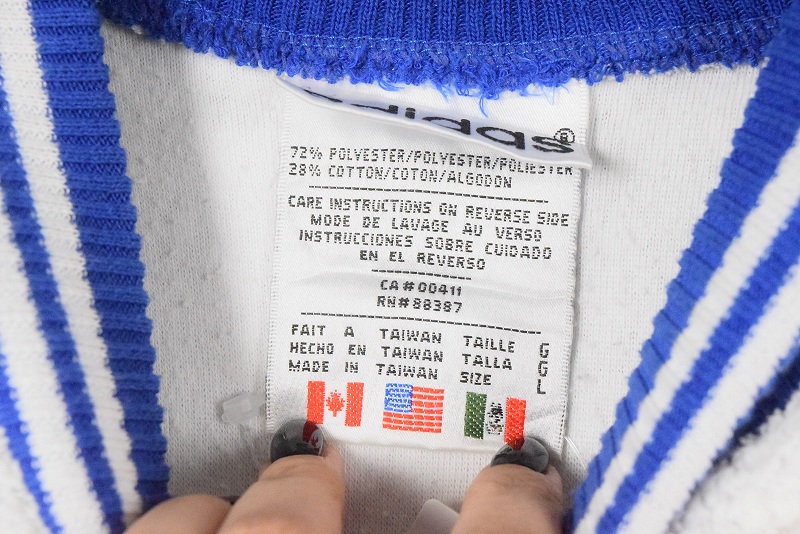 adidas®
72% POLYESTER/POLYESTER/POLIESTER
28% COTTON/COTON/ALGODON
CARE INSTRUCTIONS ON REVERSE SIDE
MODE DE LAVAGE AU VERSO
INSTRUCCIONES SOBRE CUIDADO
EN EL REVERSO
CA#00411
RN#88387
FAIT A TAIWAN TAILLE G
HECHO EN TAIWAN TALLA G
MADE IN TAIWAN SIZE L